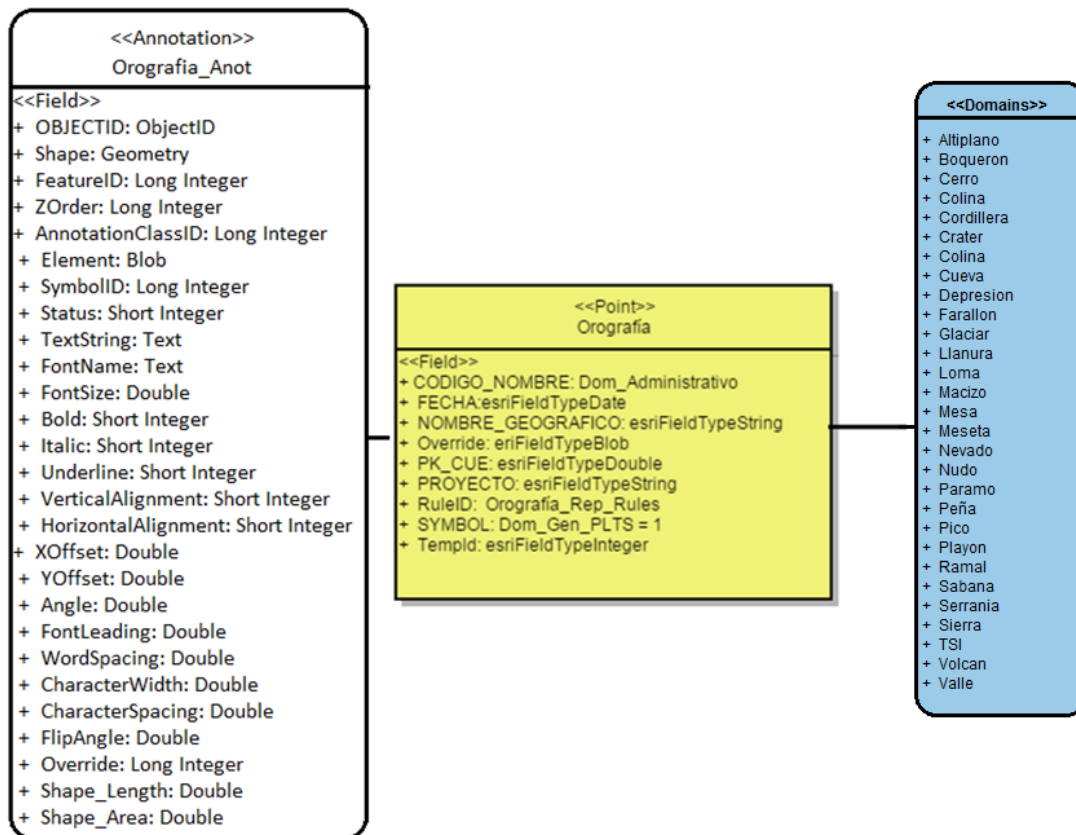 <<Annotation>>
Orografia_Anot
<<Field>>
+ OBJECTID: ObjectID
+ Shape: Geometry
+ FeatureID: Long Integer
+ ZOrder: Long Integer
+ AnnotationClassID: Long Integer
+ Element: Blob
+ SymbolID: Long Integer
+ Status: Short Integer
+ TextString: Text
+ FontName: Text
+ FontSize: Double
+ Bold: Short Integer
+ Italic: Short Integer
+ Underline: Short Integer
+ VerticalAlignment: Short Integer
+ HorizontalAlignment: Short Integer
+ XOffset: Double
+ YOffset: Double
+ Angle: Double
+ FontLeading: Double
+ WordSpacing: Double
+ CharacterWidth: Double
+ CharacterSpacing: Double
+ FlipAngle: Double
+ Override: Long Integer
+ Shape_Length: Double
+ Shape_Area: Double
<<Point>>
Orografía
<<Field>>
+ CODIGO_NOMBRE: Dom_Administrativo
+ FECHA:esriFieldTypeDate
+ NOMBRE_GEOGRAFICO: esriFieldTypeString
+ Override: eriFieldTypeBlob
+ PK_CUE: esriFieldTypeDouble
+ PROYECTO: esriFieldTypeString
+ RuleID: Orografía_Rep_Rules
+ SYMBOL: Dom_Gen_PLTS = 1
+ TempId: esriFieldTypeInteger
<<Domains>>
+ Altiplano
+ Boqueron
+ Cerro
+ Colina
+ Cordillera
+ Crater
+ Colina
+ Cueva
+ Depresion
+ Farallon
+ Glaciar
+ Llanura
+ Loma
+ Macizo
+ Mesa
+ Meseta
+ Nevado
+ Nudo
+ Paramo
+ Peña
+ Pico
+ Playon
+ Ramal
+ Sabana
+ Serrania
+ Sierra
+ TSI
+ Volcan
+ Valle